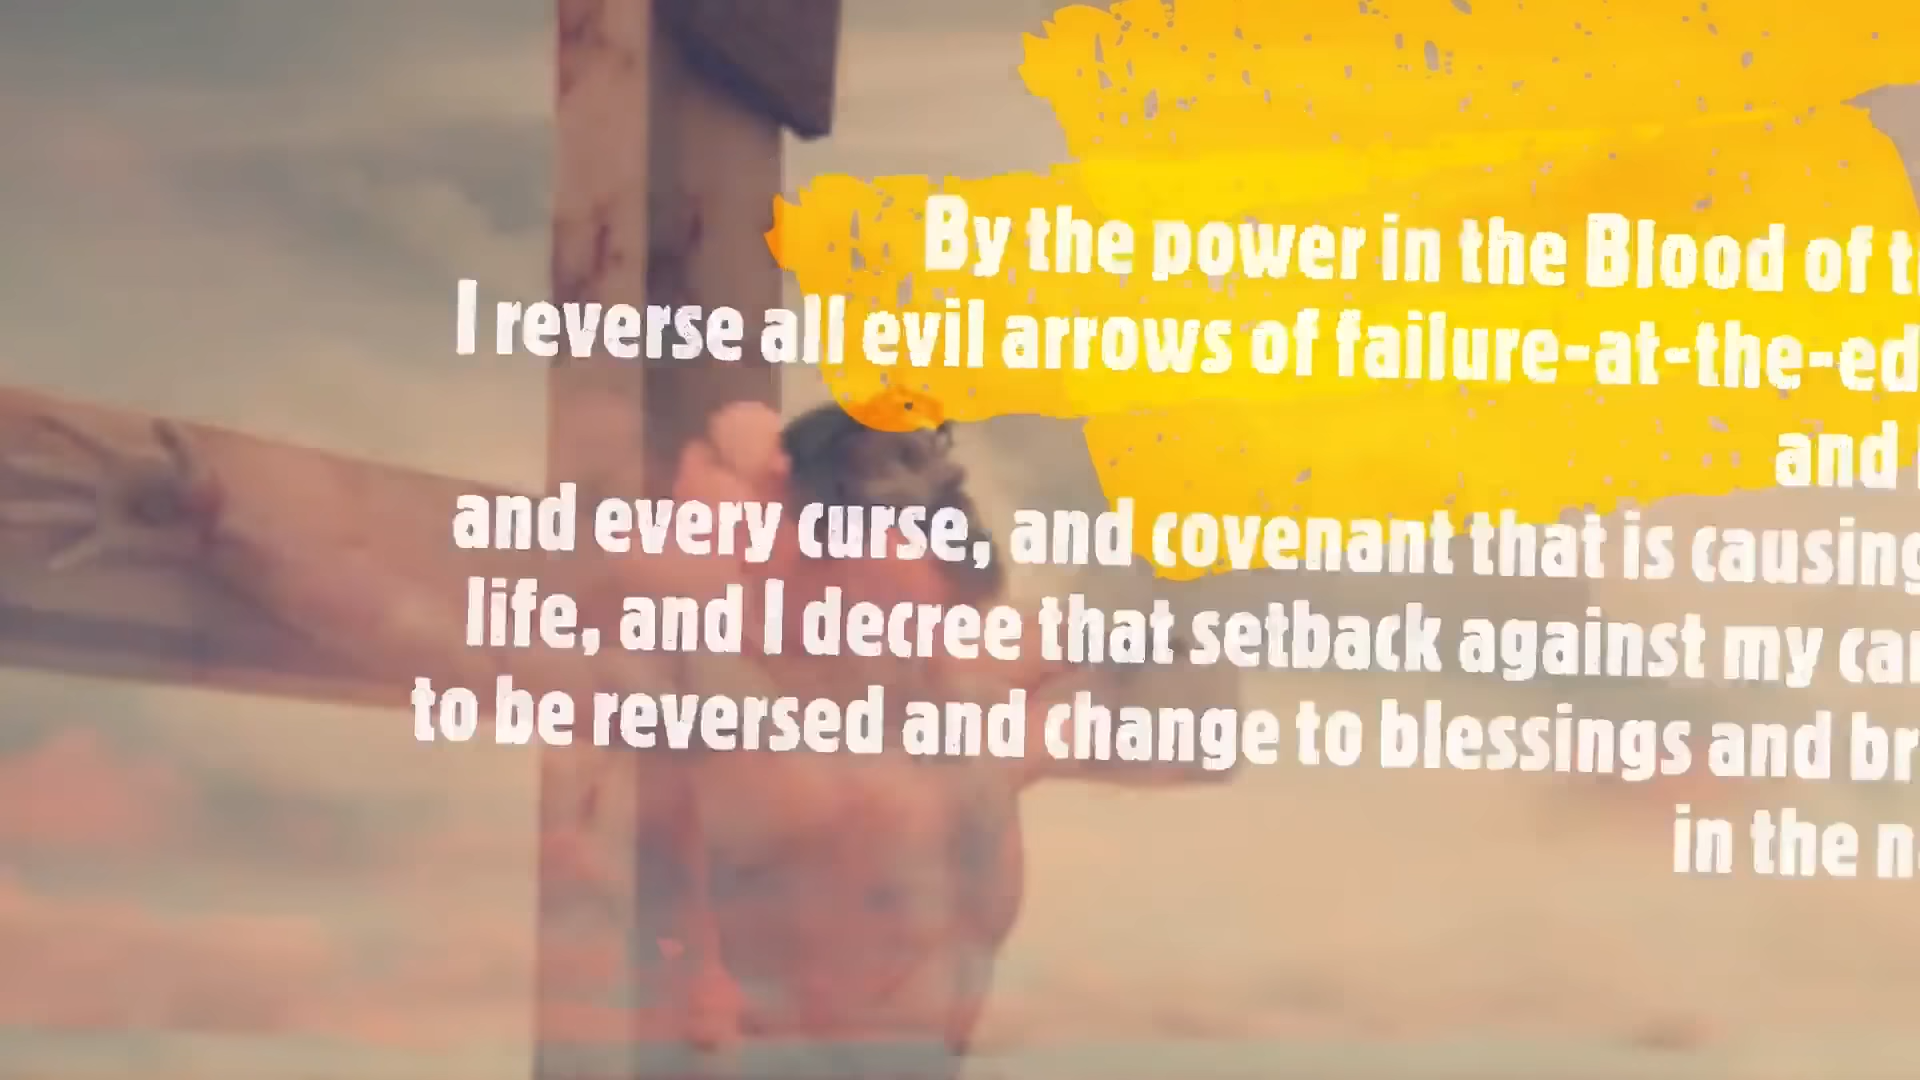 By the power in the Blood of
I reverse all evil arrows of failure-at-the-ed
and
and every curse, and covenant that is causing
life, and I decree that setback against my
to be reversed and change to blessings and
in the